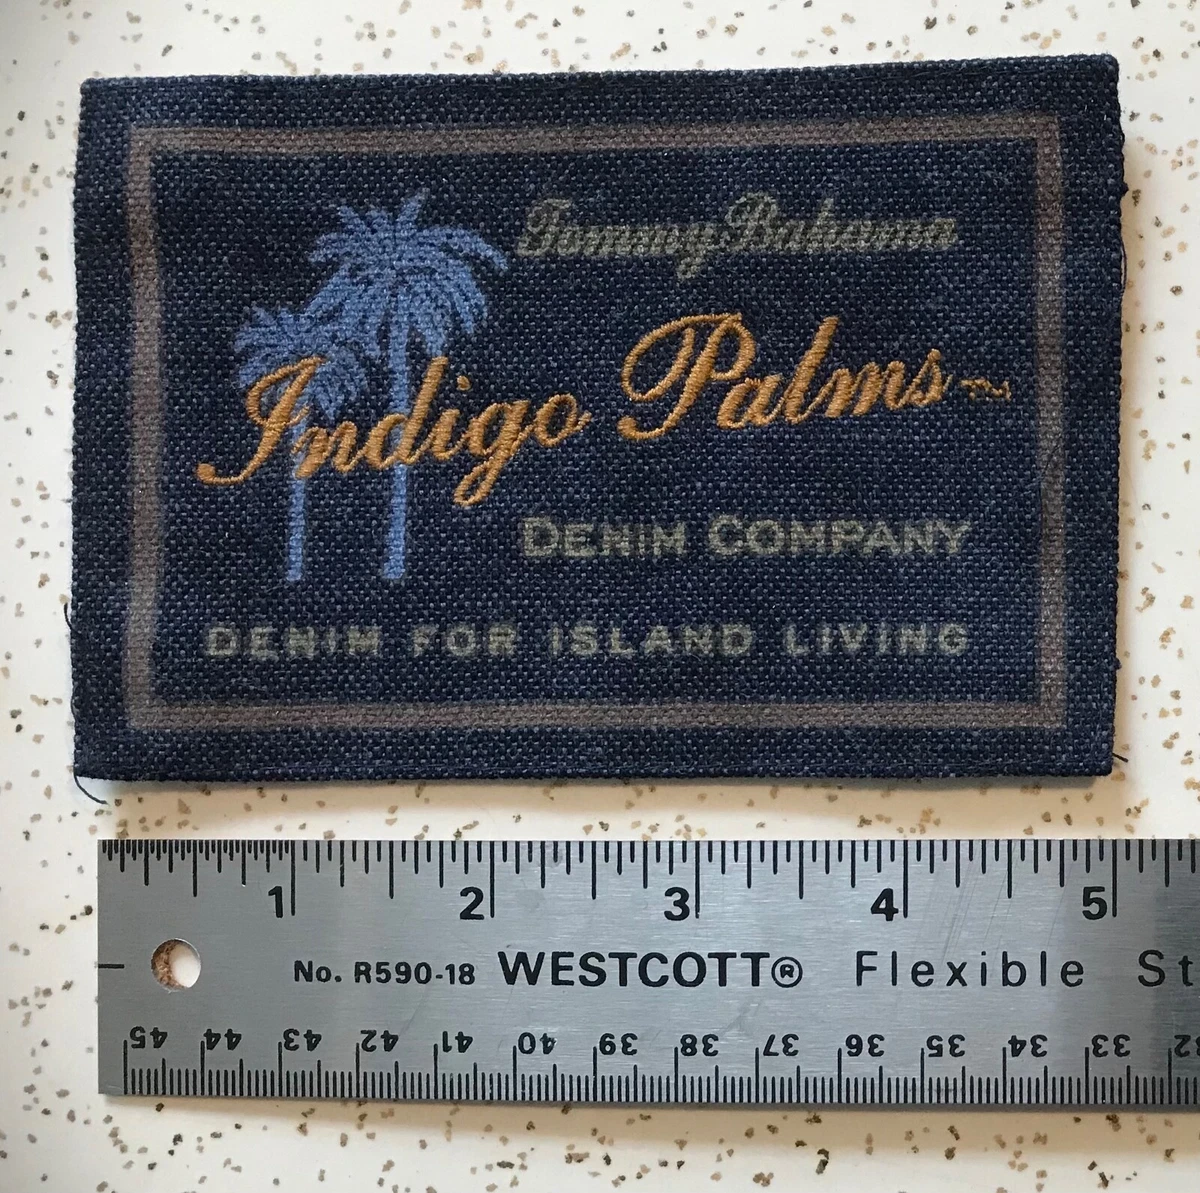 Tommy Bahama
Indigo Palms™
DENIM COMPANY
DENIM FOR ISLAND LIVING
1 2 3 4 5
No. R590-18 WESTCOTT® Flexible St
45 44 43 42 41 40 39 38 37 36 35 34 33 32